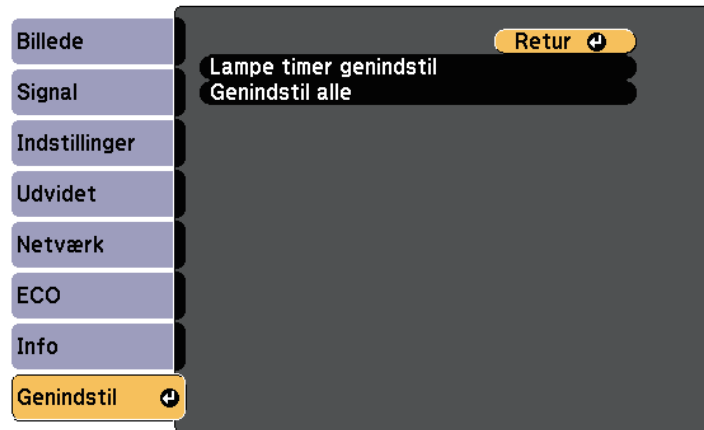 Billede
Signal
Indstillinger
Udvidet
Netværk
ECO
Info
Genindstil
Retur
Lampe timer genindstil
Genindstil alle